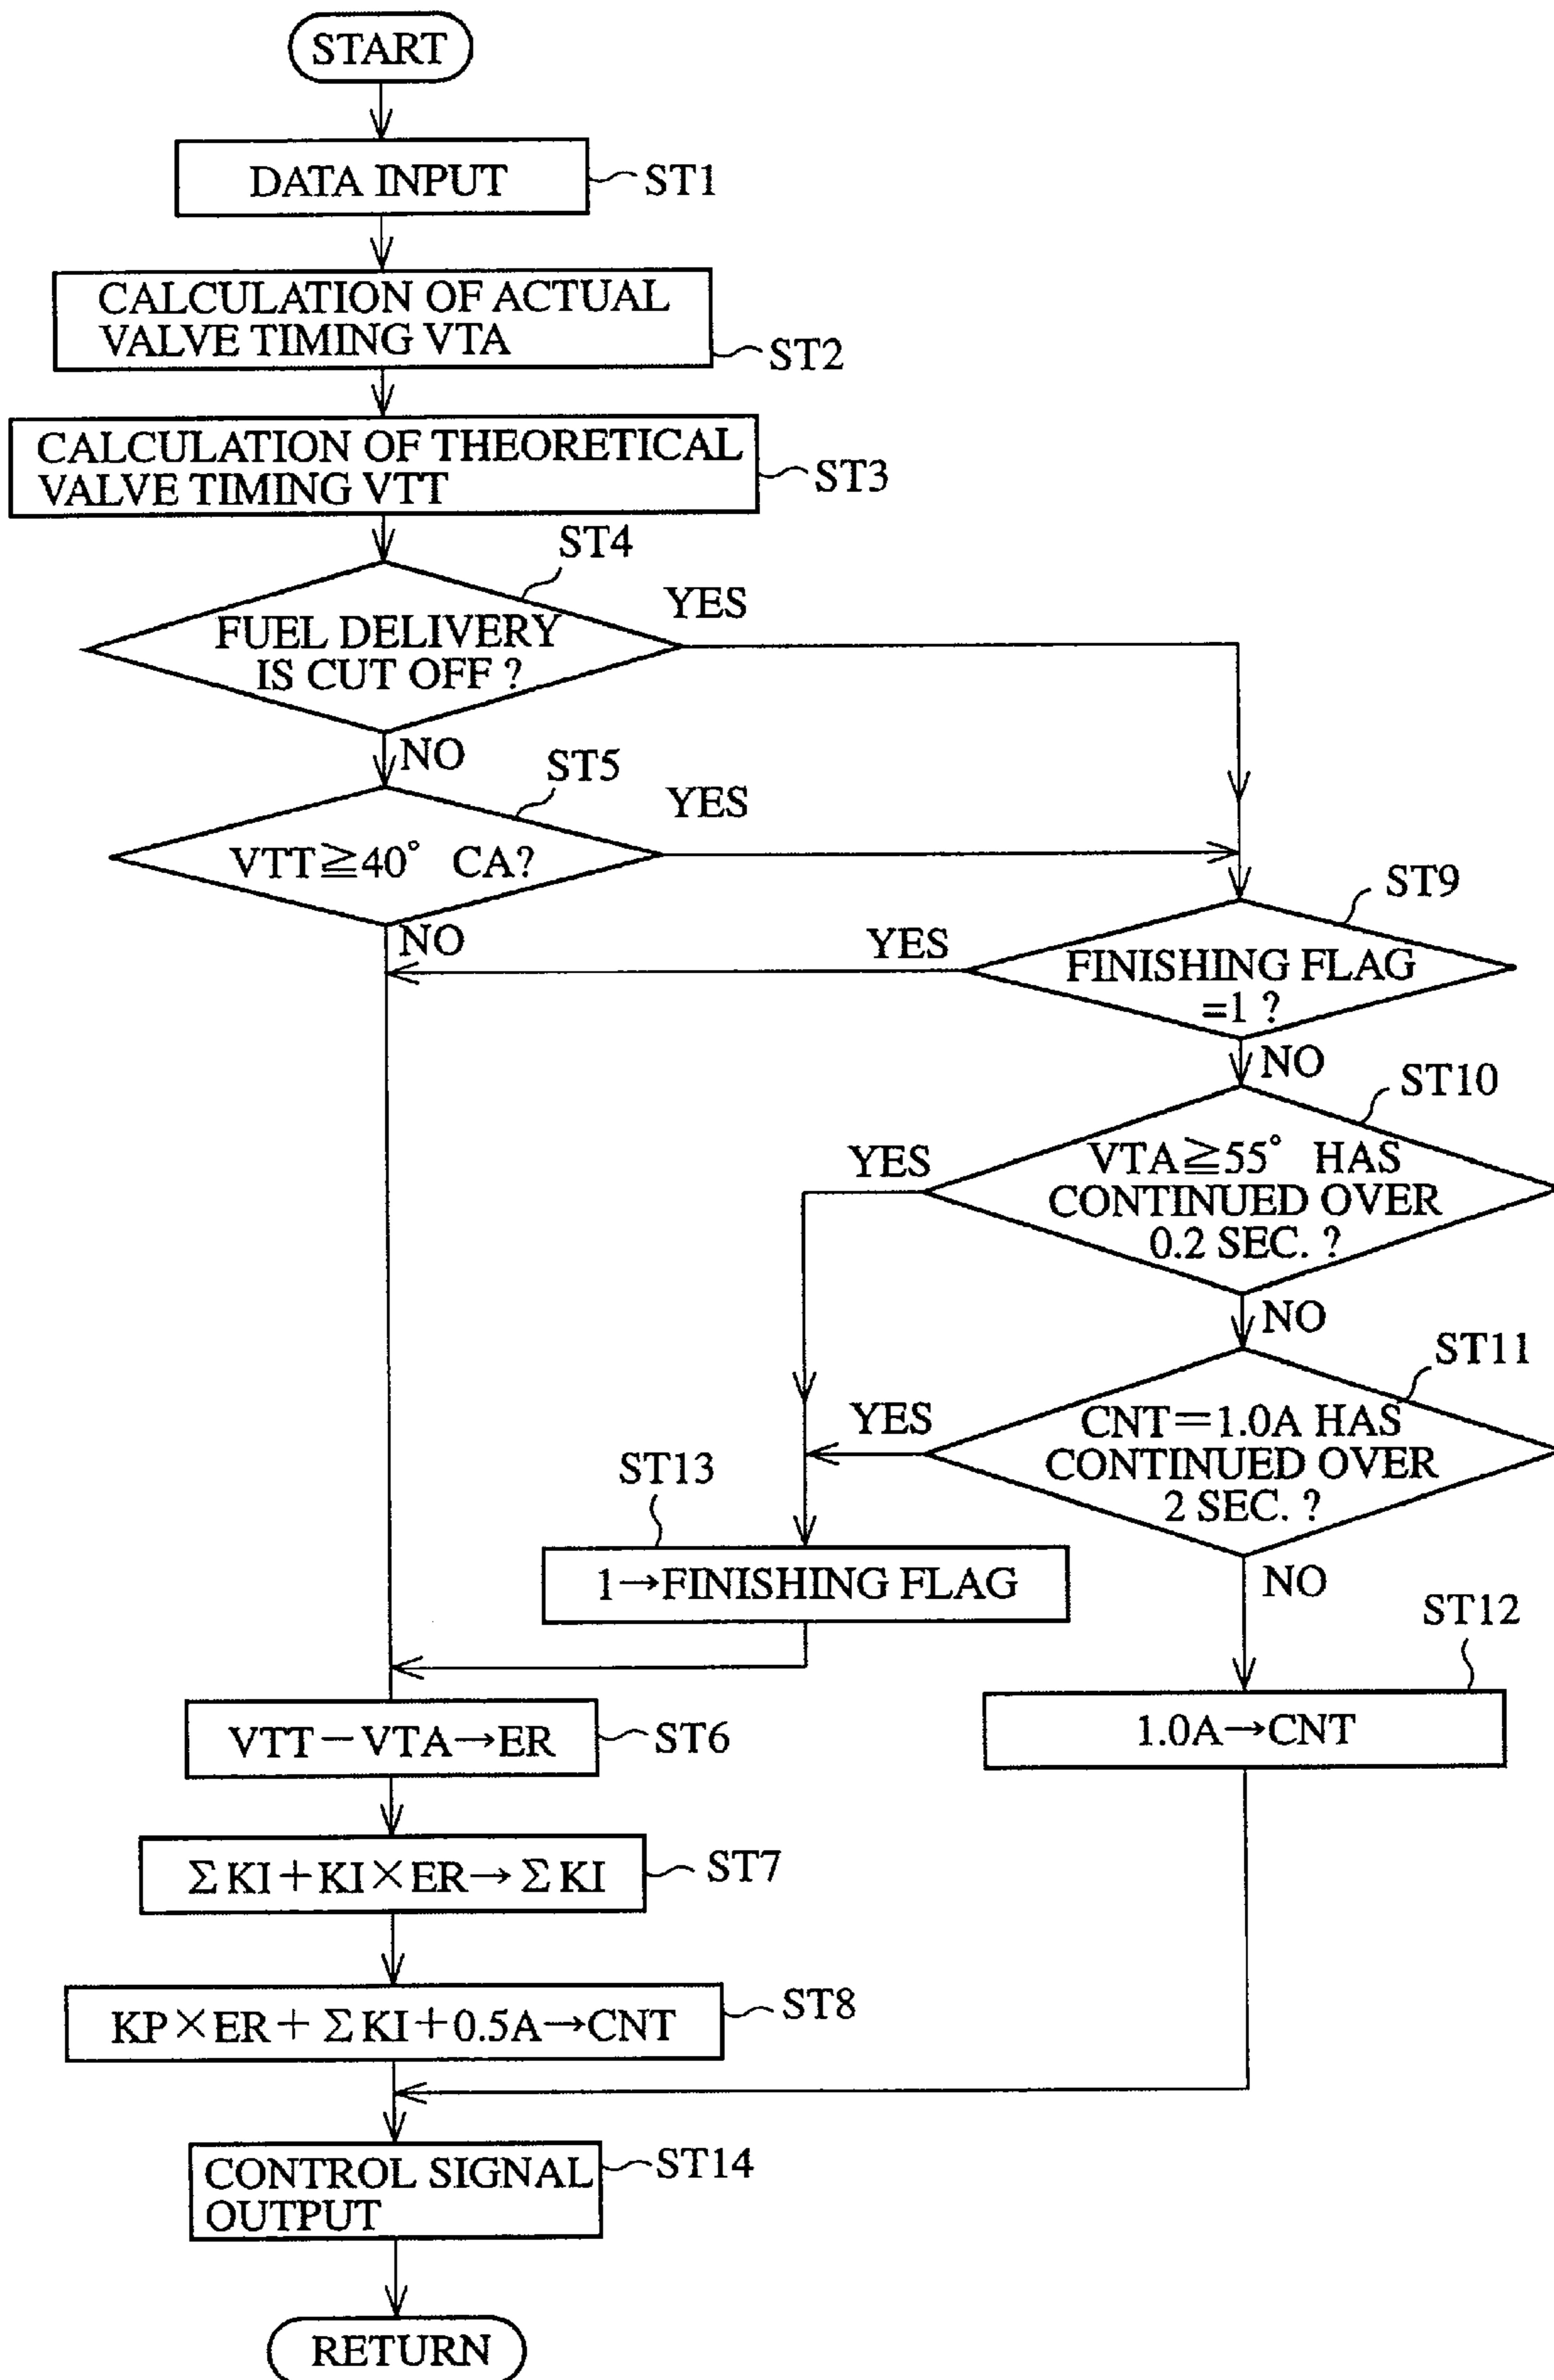 START
DATA INPUT
ST1
CALCULATION OF ACTUAL
VALVE TIMING VTA
ST2
CALCULATION OF THEORETICAL
VALVE TIMING VTT
ST3
ST4
FUEL DELIVERY
IS CUT OFF ?
YES
NO
ST5
VTT≧40° CA?
YES
NO
ST9
FINISHING FLAG
=1 ?
YES
NO
ST10
VTA≧55° HAS
CONTINUED OVER
0.2 SEC. ?
YES
NO
ST11
CNT=1.0A HAS
CONTINUED OVER
2 SEC. ?
YES
NO
ST13
1→FINISHING FLAG
ST12
1.0A→CNT
VTT−VTA→ER
ST6
ΣKI+KI×ER→ΣKI
ST7
KP×ER+ΣKI+0.5A→CNT
ST8
CONTROL SIGNAL
OUTPUT
ST14
RETURN